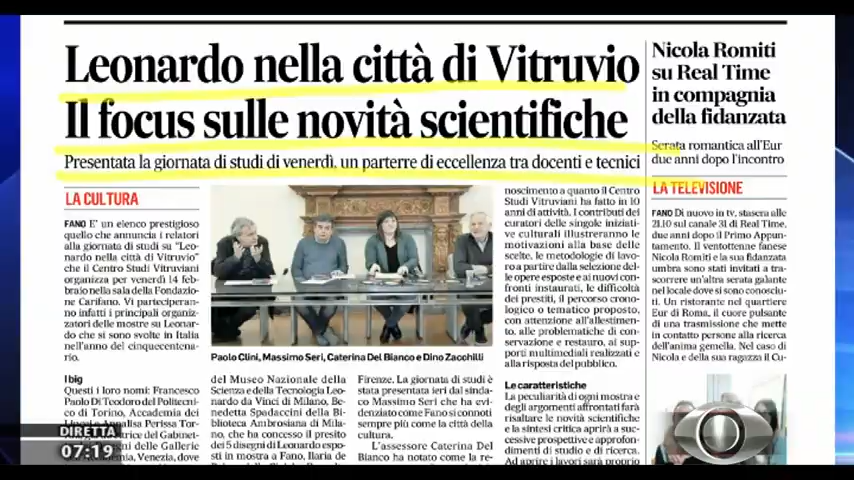 Leonardo nella città di Vitruvio
Il focus sulle novità scientifiche
Presentata la giornata di studi di venerdì, un parterre di eccellenza tra docenti e tecnici
LA CULTURA
FANO E' un elenco prestigioso
quello che annuncia i relatori
alla giornata di studi su "Leo-
nardo nella città di Vitruvio"
che il Centro Studi Vitruviani
organizza per venerdì 14 feb-
braio nella sala della Fondazio-
ne Carifano. Vi partecipe-
ranno infatti i principali organiz-
zatori delle mostre su Leonar-
do che si sono svolte in Italia
nell'anno del cinquecentena-
rio.
I big
Questi i loro nomi: Francesco
Paolo Di Teodoro del Politecni-
co di Torino, Accademia dei
Annalisa Perissa Tor-
del Gabinet-
egni delle Gallerie
Venezia, dove
Paolo Clini, Massimo Seri, Caterina Del Bianco e Dino Zacchilli
del Museo Nazionale della
Scienza e della Tecnologia Leo-
nardo da Vinci di Milano, Be-
nedetta Spadaccini della Bi-
blioteca Ambrosiana di Mila-
no, che ha concesso il presito
dei 5 disegni di Leonardo espo-
sti in mostra a Fano, Ilaria de
Firenze. La giornata di studi è
stata presentata ieri dal sinda-
co Massimo Seri che ha evi-
denziato come Fano si connoti
sempre più come la città della
cultura.
L'assessore Caterina Del
Bianco ha notato come la re-
noscimento a quanto il Centro
Studi Vitruviani ha fatto in 10
anni di attività. I contributi dei
curatori delle singole iniziati-
ve culturali illustreranno le
motivazioni alla base delle
scelte, le metodologie di lavo-
ro a partire dalla selezione del-
le opere esposte e ai nuovi con-
fronti instaurati, le difficoltà
dei prestiti, il percorso crono-
logico o tematico proposto,
con attenzione all'allestimen-
to, alle problematiche di con-
servazione e restauro, ai sup-
porti multimediali realizzati e
alla risposta del pubblico.
Le caratteristiche
La peculiarità di ogni mostra e
degli argomenti affrontati farà
risaltare le novità scientifiche
e la sintesi critica aprirà a suc-
cessive prospettive e approfon-
dimenti di studio e di ricerca.
Ad aprire i lavori sarà proprio
Nicola Romiti
su Real Time
in compagnia
della fidanzata
Serata romantica all'Eur
due anni dopo l'incontro
LA TELEVISIONE
FANO Di nuovo in tv, stasera alle
21.10 sul canale 31 di Real Time,
due anni dopo il Primo Appun-
tamento. Il ventottenne fanese
Nicola Romiti e la sua fidanzata
umbra sono stati invitati a tra-
scorrere un'altra serata galante
nel locale dove si sono conosciu-
ti. Un ristorante nel quartiere
Eur di Roma, il cuore pulsante
di una trasmissione che mette
in contatto persone alla ricerca
dell'anima gemella. Nel caso di
Nicola e della sua ragazza il Cu-
DIRETTA
07:19